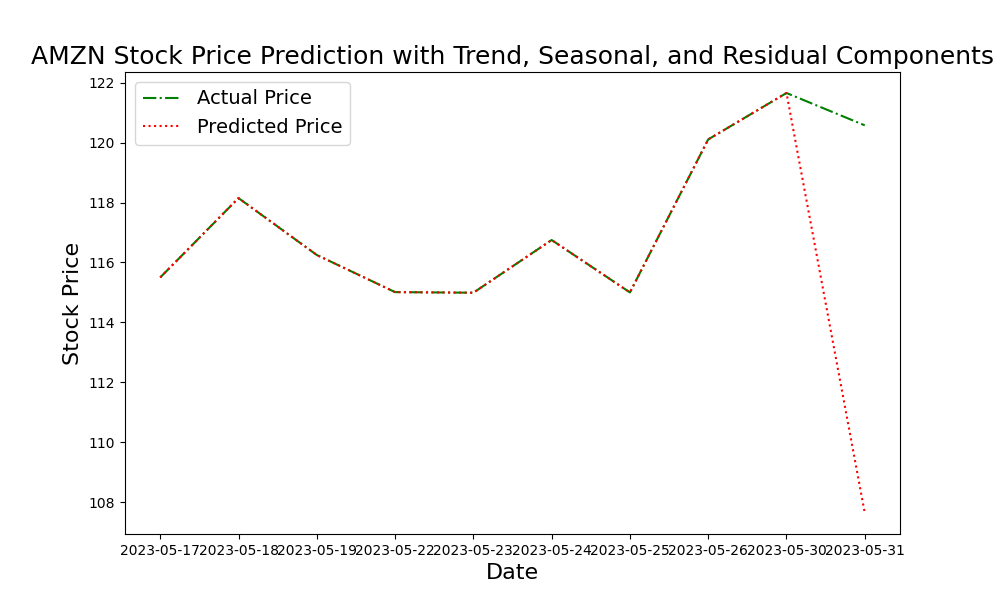 AMZN Stock Price Prediction with Trend, Seasonal, and Residual Components
Actual Price
Predicted Price
122
120
118
116
114
112
110
108
Stock Price
2023-05-17 2023-05-18 2023-05-19 2023-05-22 2023-05-23 2023-05-24 2023-05-25 2023-05-26 2023-05-30 2023-05-31
Date